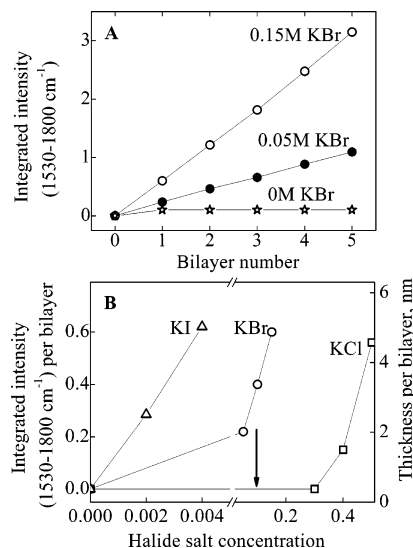 A
0.15M KBr
0.05M KBr
0M KBr
3
2
1
0
Integrated intensity
(1530-1800 cm⁻¹)
0 1 2 3 4 5
Bilayer number
B
KI
KBr
KCl
0.6
0.4
0.2
0.0
Integrated intensity
(1530-1800 cm⁻¹) per bilayer
6
4
2
0
Thickness per bilayer, nm
0.000 0.002 0.004 0.2 0.4
Halide salt concentration